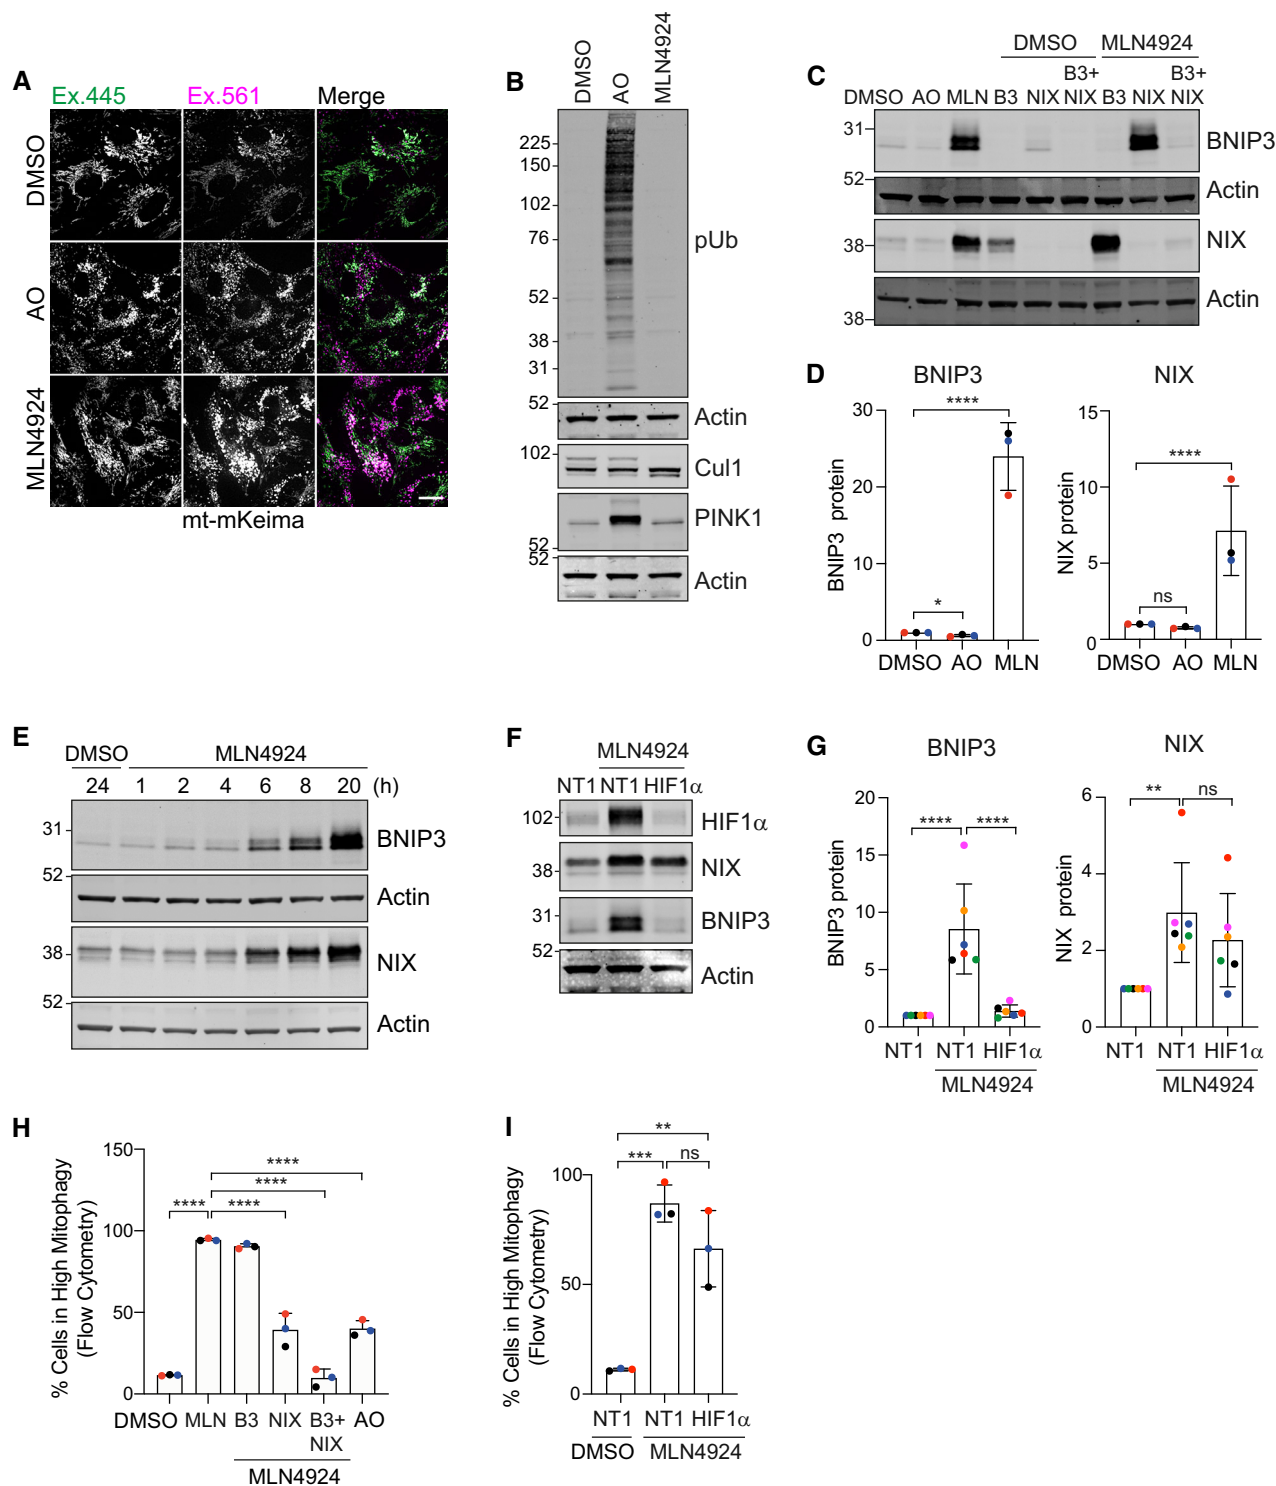 A
Ex.445 Ex.561 Merge
DMSO
AO
MLN4924
mt-mKeima
B
DMSO AO MLN4924
225
150
102
76
52
38
31
pUb
52
Actin
102
Cul1
PINK1
52
52
Actin
C
DMSO MLN4924
B3+ B3+
DMSO AO MLN B3 NIX NIX B3 NIX NIX
31
BNIP3
52
Actin
38
NIX
Actin
38
D
BNIP3
BNIP3 protein
30
20
10
0
****
*
DMSO AO MLN
NIX
NIX protein
15
10
5
0
****
ns
DMSO AO MLN
E
DMSO MLN4924
24 1 2 4 6 8 20 (h)
31
BNIP3
52
Actin
38
NIX
52
Actin
F
MLN4924
NT1 NT1 HIF1α
102
HIF1α
38
NIX
31
BNIP3
52
Actin
G
BNIP3
BNIP3 protein
20
15
10
5
0
**** ****
NT1 NT1 HIF1α
MLN4924
NIX
NIX protein
6
4
2
0
** ns
NT1 NT1 HIF1α
MLN4924
H
% Cells in High Mitophagy
(Flow Cytometry)
150
100
50
0
****
****
**** ****
DMSO MLN B3 NIX B3+ AO
NIX
MLN4924
I
% Cells in High Mitophagy
(Flow Cytometry)
100
50
0
**
*** ns
NT1 NT1 HIF1α
DMSO MLN4924